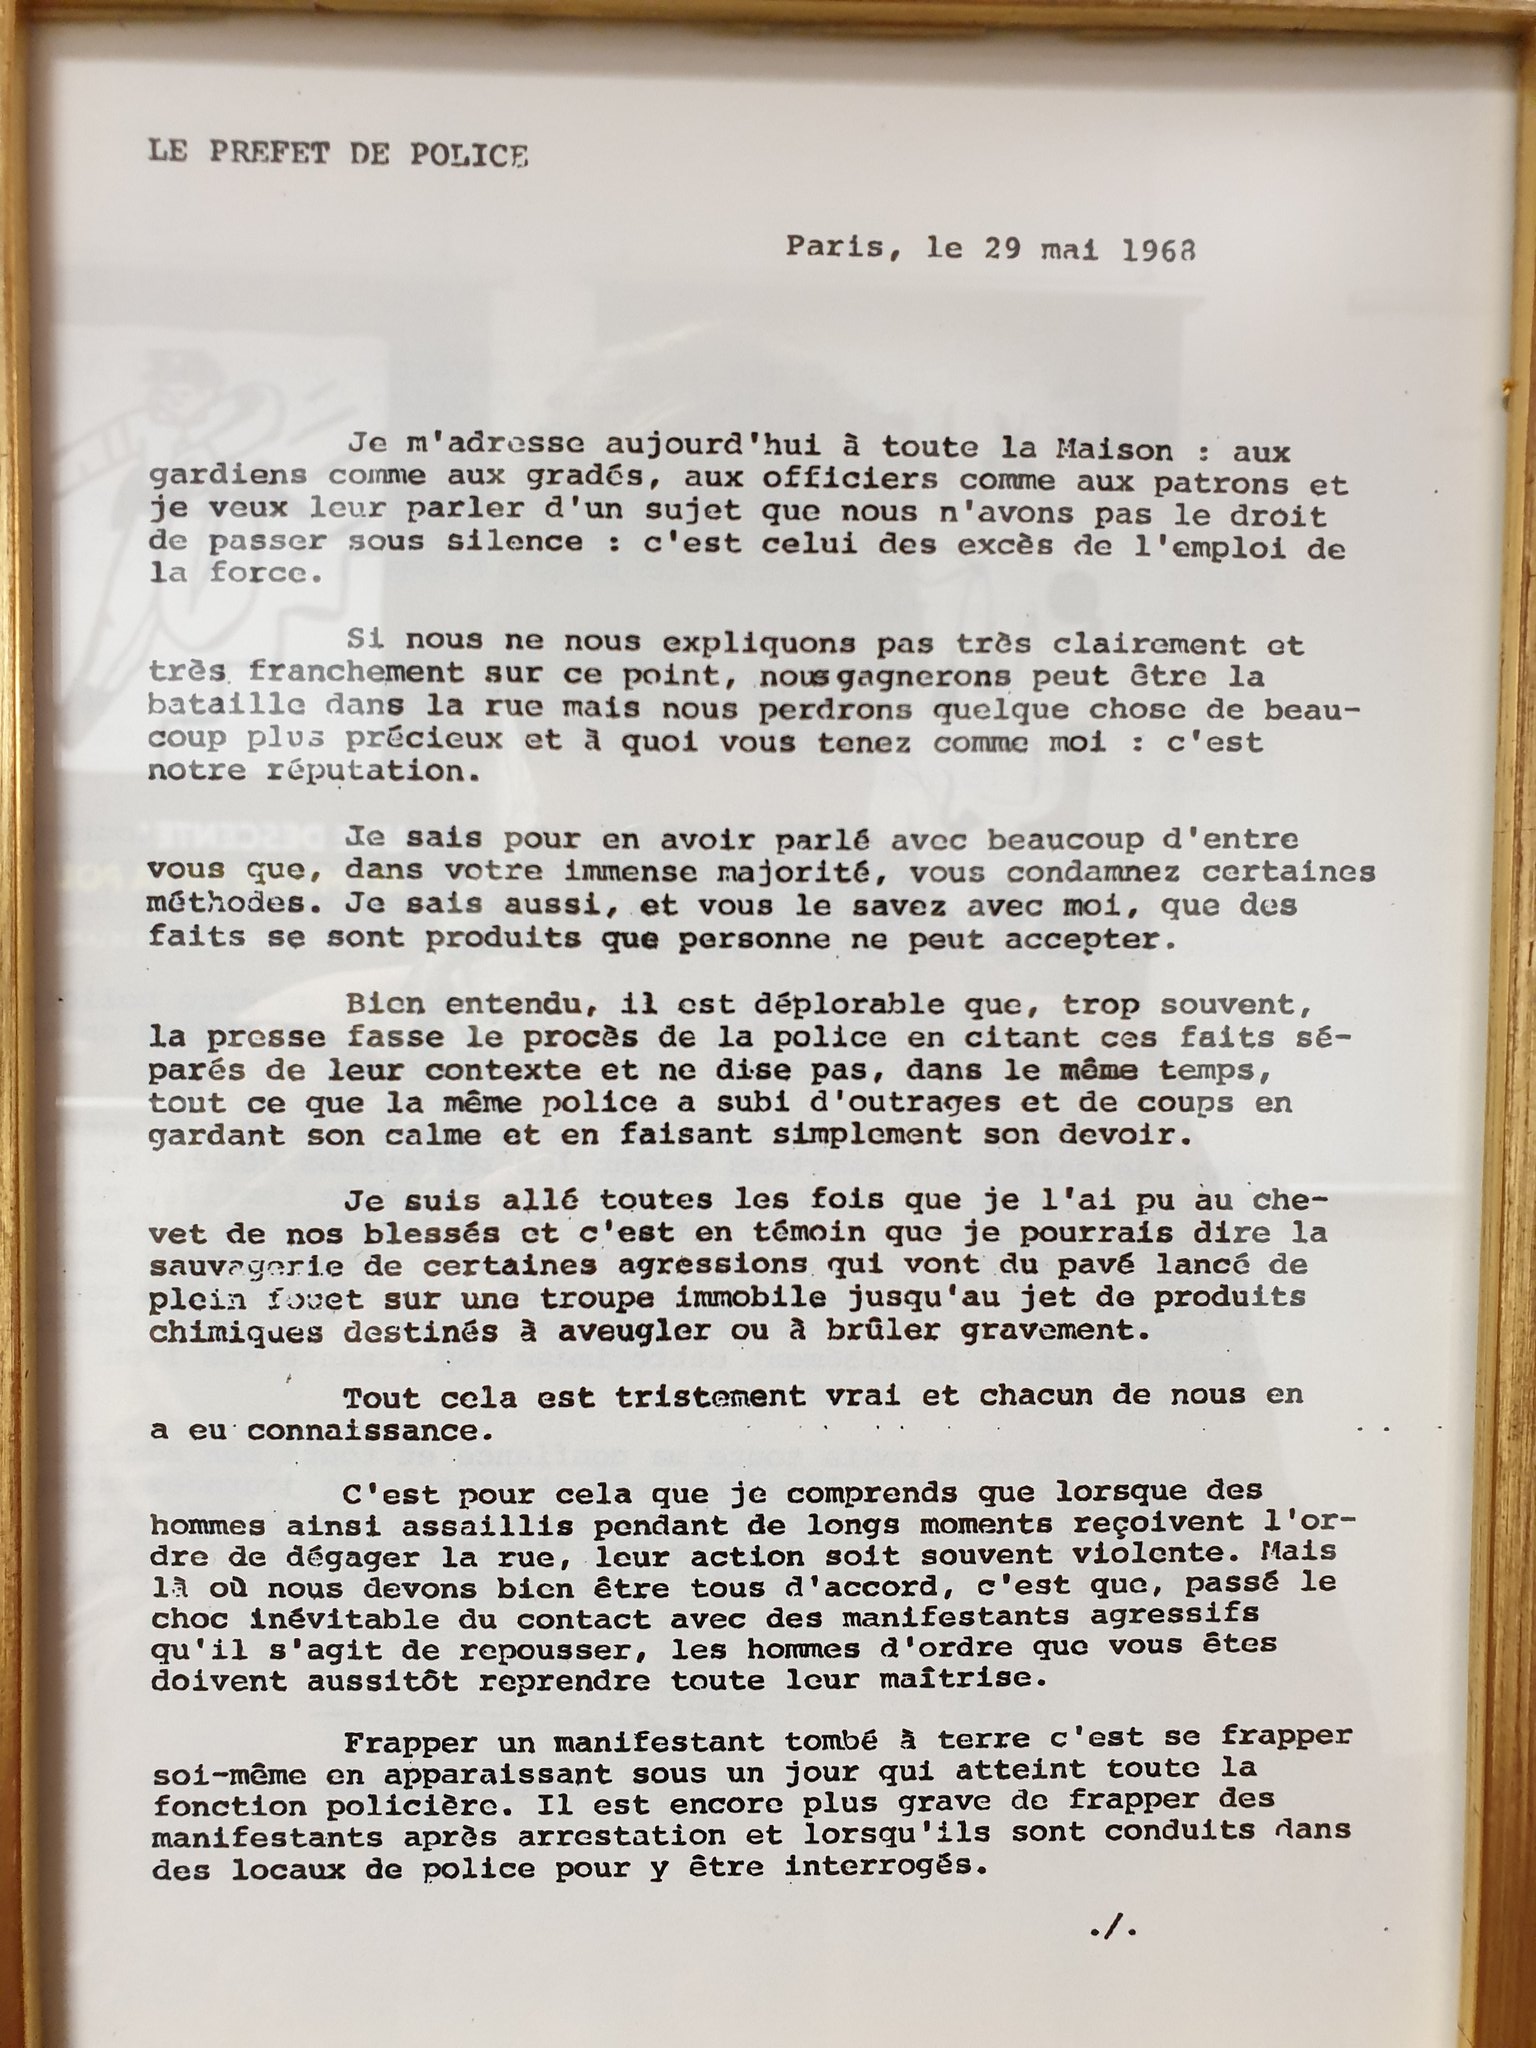 LE PREFET DE POLICE
Paris, le 29 mai 1968
Je m'adresse aujourd'hui à toute la Maison : aux
gardiens comme aux gradés, aux officiers comme aux patrons et
je veux leur parler d'un sujet que nous n'avons pas le droit
de passer sous silence : c'est celui des excès de l'emploi de
la force.
Si nous ne nous expliquons pas très clairement et
très franchement sur ce point, nous gagnerons peut être la
bataille dans la rue mais nous perdrons quelque chose de beau-
coup plus précieux et à quoi vous tenez comme moi : c'est
notre réputation.
Je sais pour en avoir parlé avec beaucoup d'entre
vous que, dans votre immense majorité, vous condamnez certaines
méthodes. Je sais aussi, et vous le savez avec moi, que des
faits se sont produits que personne ne peut accepter.
Bien entendu, il est déplorable que, trop souvent,
la presse fasse le procès de la police en citant ces faits sé-
parés de leur contexte et ne dise pas, dans le même temps,
tout ce que la même police a subi d'outrages et de coups en
gardant son calme et en faisant simplement son devoir.
Je suis allé toutes les fois que je l'ai pu au che-
vet de nos blessés et c'est en témoin que je pourrais dire la
sauvagerie de certaines agressions qui vont du pavé lancé de
plein fouet sur une troupe immobile jusqu'au jet de produits
chimiques destinés à aveugler ou à brûler gravement.
Tout cela est tristement vrai et chacun de nous en
a eu connaissance.
C'est pour cela que je comprends que lorsque des
hommes ainsi assaillis pendant de longs moments reçoivent l'or-
dre de dégager la rue, leur action soit souvent violente. Mais
là où nous devons bien être tous d'accord, c'est que, passé le
choc inévitable du contact avec des manifestants agressifs
qu'il s'agit de repousser, les hommes d'ordre que vous êtes
doivent aussitôt reprendre toute leur maîtrise.
Frapper un manifestant tombé à terre c'est se frapper
soi-même en apparaissant sous un jour qui atteint toute la
fonction policière. Il est encore plus grave de frapper des
manifestants après arrestation et lorsqu'ils sont conduits dans
des locaux de police pour y être interrogés.
./.